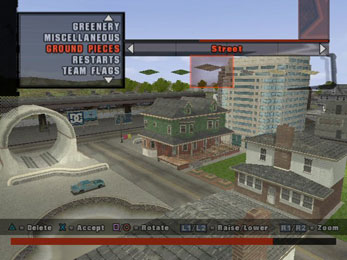 GREENERY
MISCELLANEOUS
GROUND PIECES
RESTARTS
TEAM FLAGS
Street
DC
= Delete X = Accept = Rotate L1/L2 = Raise/Lower R1/R2 = Zoom